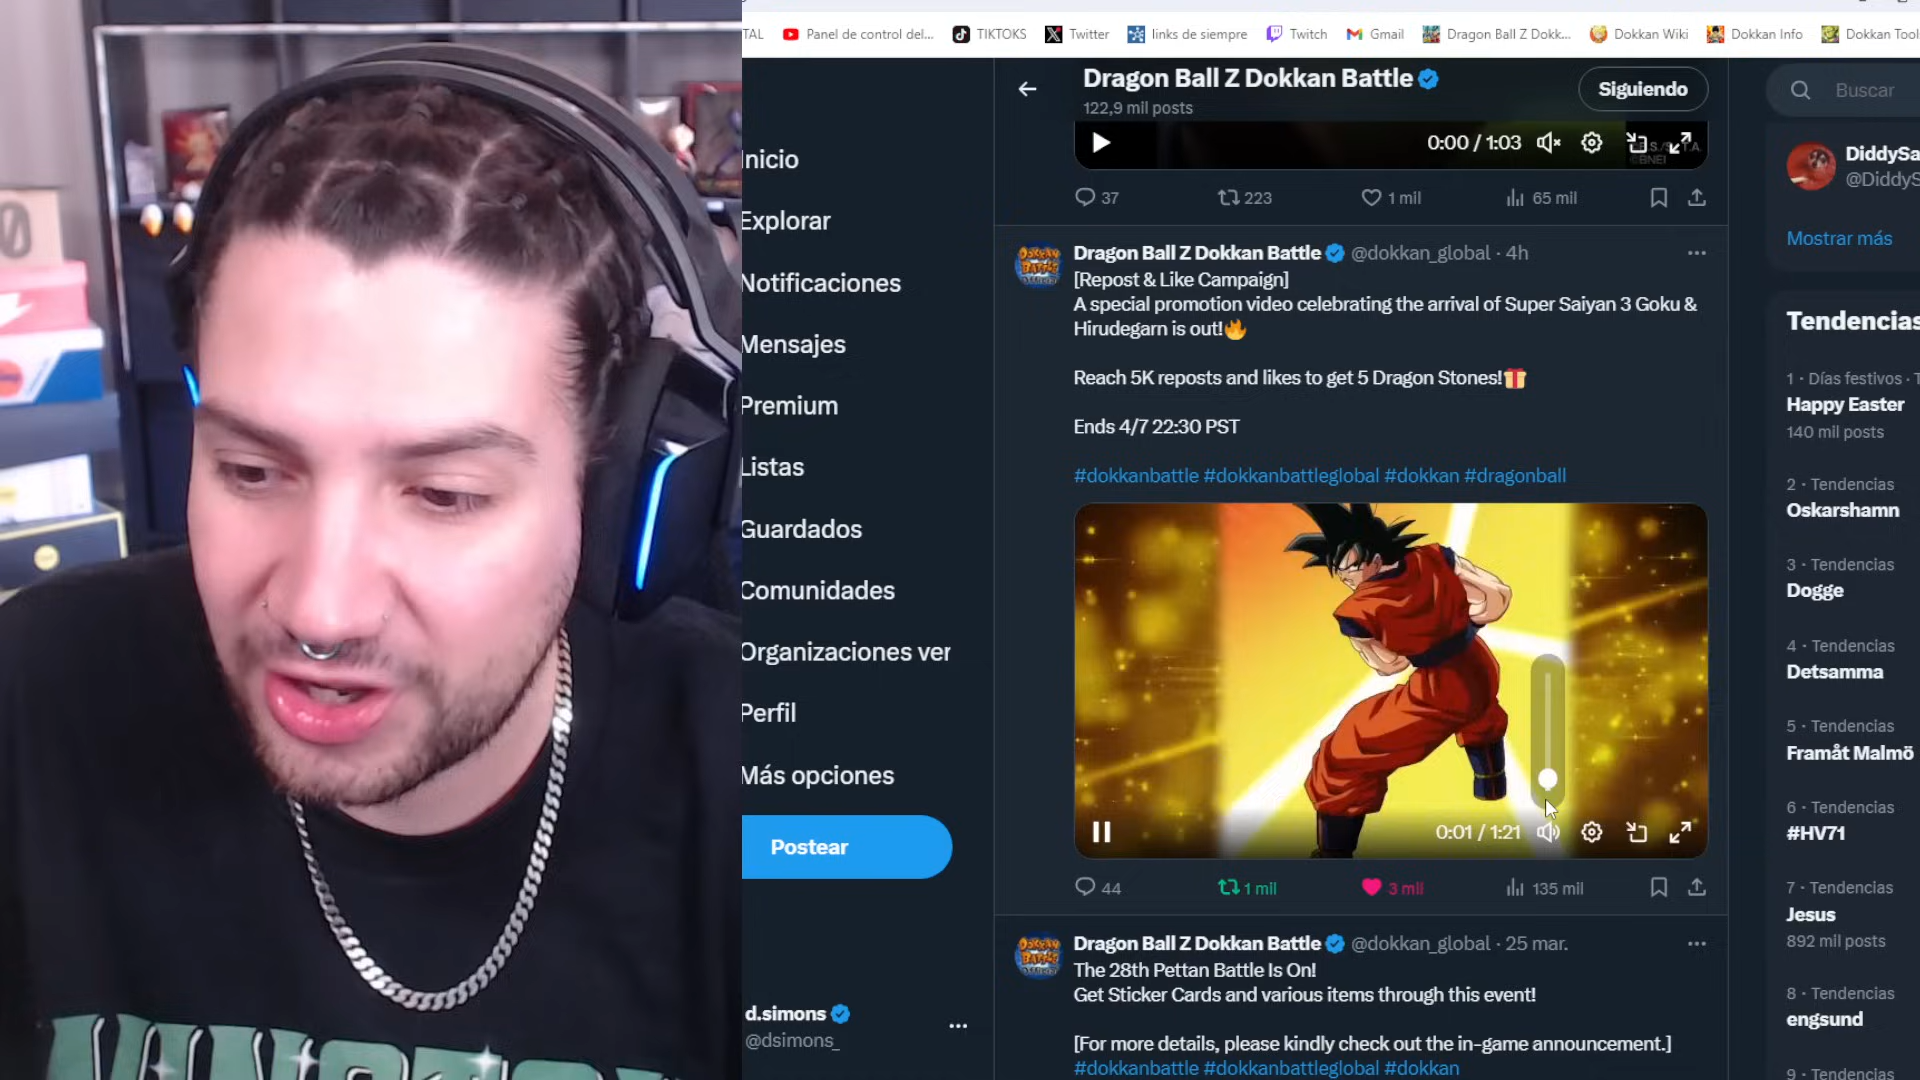 TAL
Panel de control del...
TIKTOKS
Twitter
links de siempre
Twitch
Gmail
Dragon Ball Z Dokk...
Dokkan Wiki
Dokkan Info
Dokkan Tool
Dragon Ball Z Dokkan Battle
122,9 mil posts
Siguiendo
Buscar
0:00 / 1:03
©BNEI
37
223
1 mil
65 mil
Inicio
Explorar
Notificaciones
Mensajes
Premium
Listas
Guardados
Comunidades
Organizaciones ver
Perfil
Más opciones
Postear
d.simons
@dsimons_
Dragon Ball Z Dokkan Battle @dokkan_global · 4h
[Repost & Like Campaign]
A special promotion video celebrating the arrival of Super Saiyan 3 Goku &
Hirudegarn is out!🔥
Reach 5K reposts and likes to get 5 Dragon Stones!🎁
Ends 4/7 22:30 PST
#dokkanbattle #dokkanbattleglobal #dokkan #dragonball
0:01 / 1:21
44
1 mil
3 mil
135 mil
Dragon Ball Z Dokkan Battle @dokkan_global · 25 mar.
The 28th Pettan Battle Is On!
Get Sticker Cards and various items through this event!
[For more details, please kindly check out the in-game announcement.]
#dokkanbattle #dokkanbattleglobal #dokkan
DiddySa
@DiddyS
Mostrar más
Tendencias
1 · Días festivos · T
Happy Easter
140 mil posts
2 · Tendencias
Oskarshamn
3 · Tendencias
Dogge
4 · Tendencias
Detsamma
5 · Tendencias
Framåt Malmö
6 · Tendencias
#HV71
7 · Tendencias
Jesus
892 mil posts
8 · Tendencias
engsund
9 · Tendencias